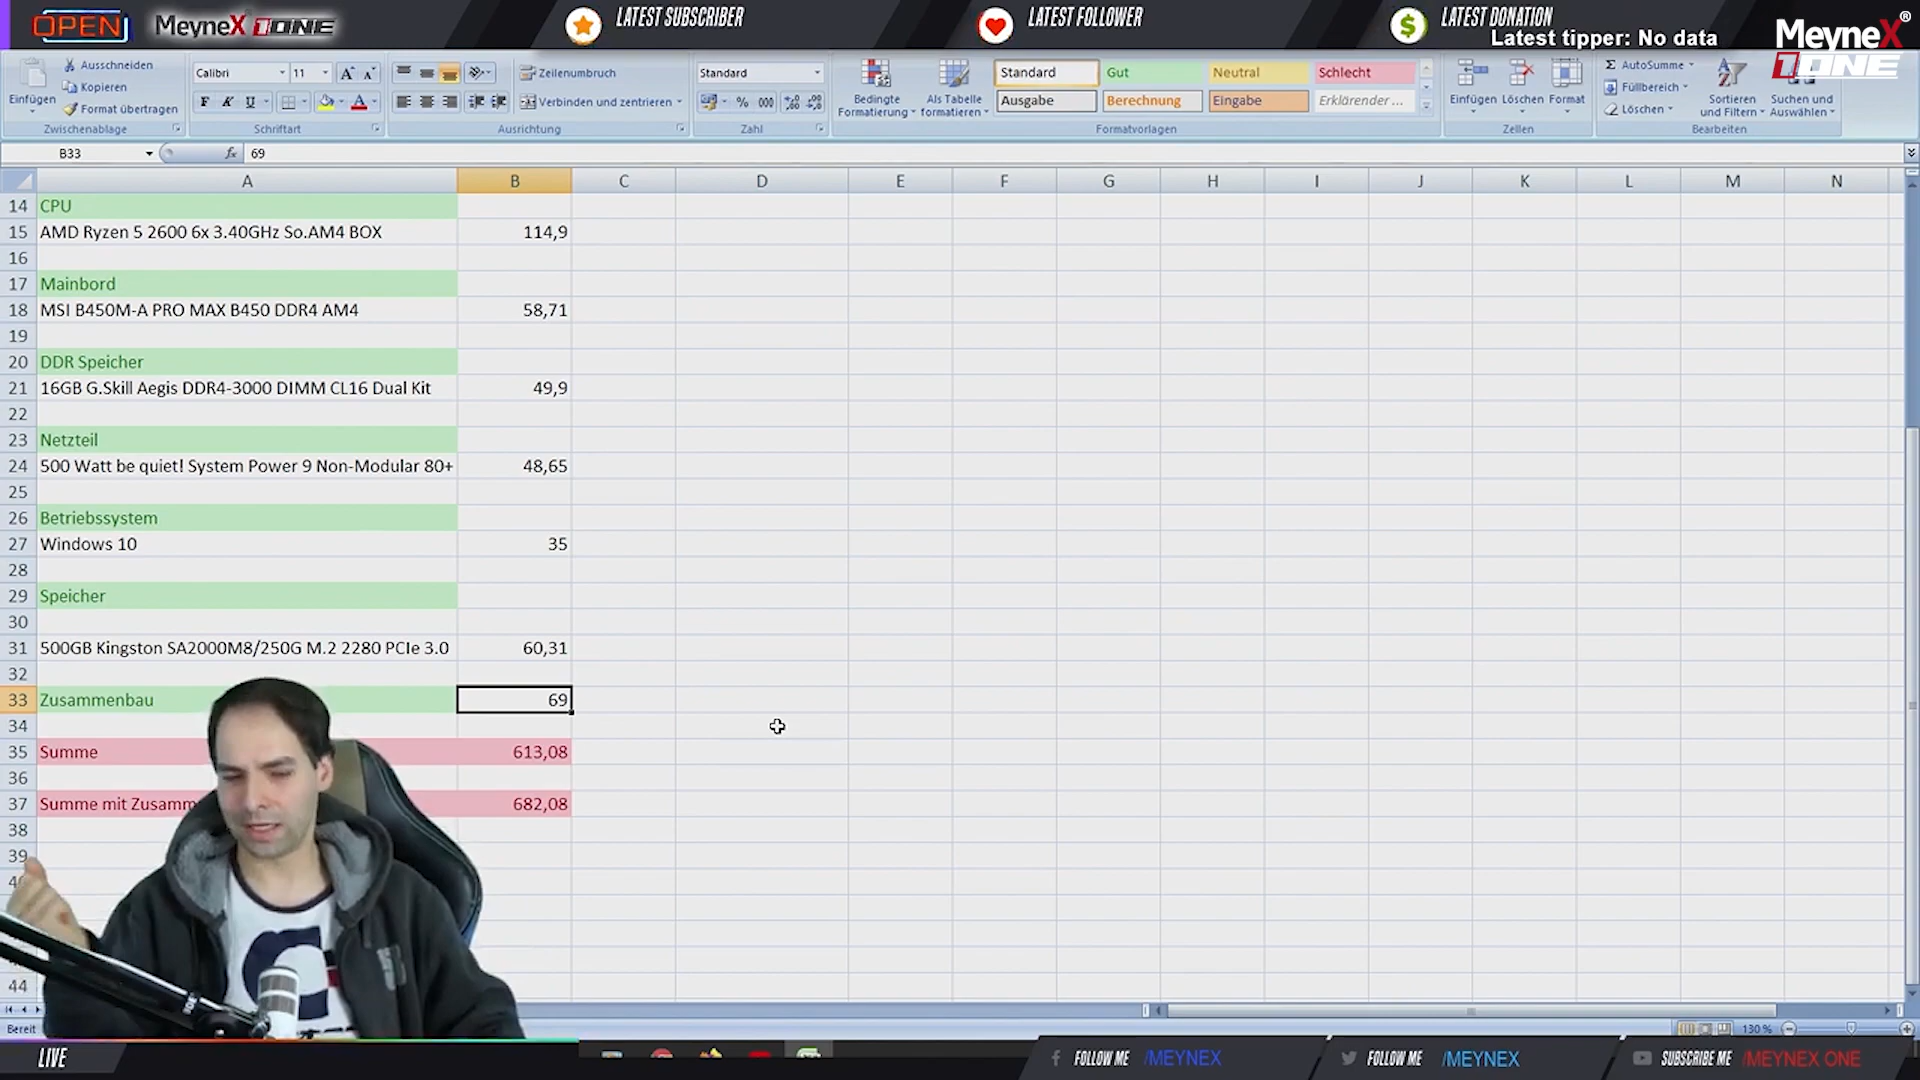 OPEN
MeyneX 1ONE
LATEST SUBSCRIBER
LATEST FOLLOWER
LATEST DONATION
Latest tipper: No data
MeyneX®
1ONE
Einfügen
Ausschneiden
Kopieren
Format übertragen
Zwischenablage
Calibri
11
F K U
Schriftart
Zeilenumbruch
Verbinden und zentrieren
Ausrichtung
Standard
% 000
Zahl
Bedingte
Formatierung
Als Tabelle
formatieren
Standard
Gut
Neutral
Schlecht
Ausgabe
Berechnung
Eingabe
Erklärender ...
Formatvorlagen
Einfügen
Löschen
Format
Zellen
Σ AutoSumme
Füllbereich
Löschen
Sortieren
und Filtern
Suchen und
Auswählen
Bearbeiten
B33
fx
69
A B C D E F G H I J K L M N
14 CPU
15 AMD Ryzen 5 2600 6x 3.40GHz So.AM4 BOX 114,9
16
17 Mainbord
18 MSI B450M-A PRO MAX B450 DDR4 AM4 58,71
19
20 DDR Speicher
21 16GB G.Skill Aegis DDR4-3000 DIMM CL16 Dual Kit 49,9
22
23 Netzteil
24 500 Watt be quiet! System Power 9 Non-Modular 80+ 48,65
25
26 Betriebssystem
27 Windows 10 35
28
29 Speicher
30
31 500GB Kingston SA2000M8/250G M.2 2280 PCIe 3.0 60,31
32
33 Zusammenbau 69
34
35 Summe 613,08
36
37 Summe mit Zusamm 682,08
38
39
44
Bereit
130 %
LIVE
FOLLOW ME /MEYNEX
FOLLOW ME /MEYNEX
SUBSCRIBE ME /MEYNEX ONE